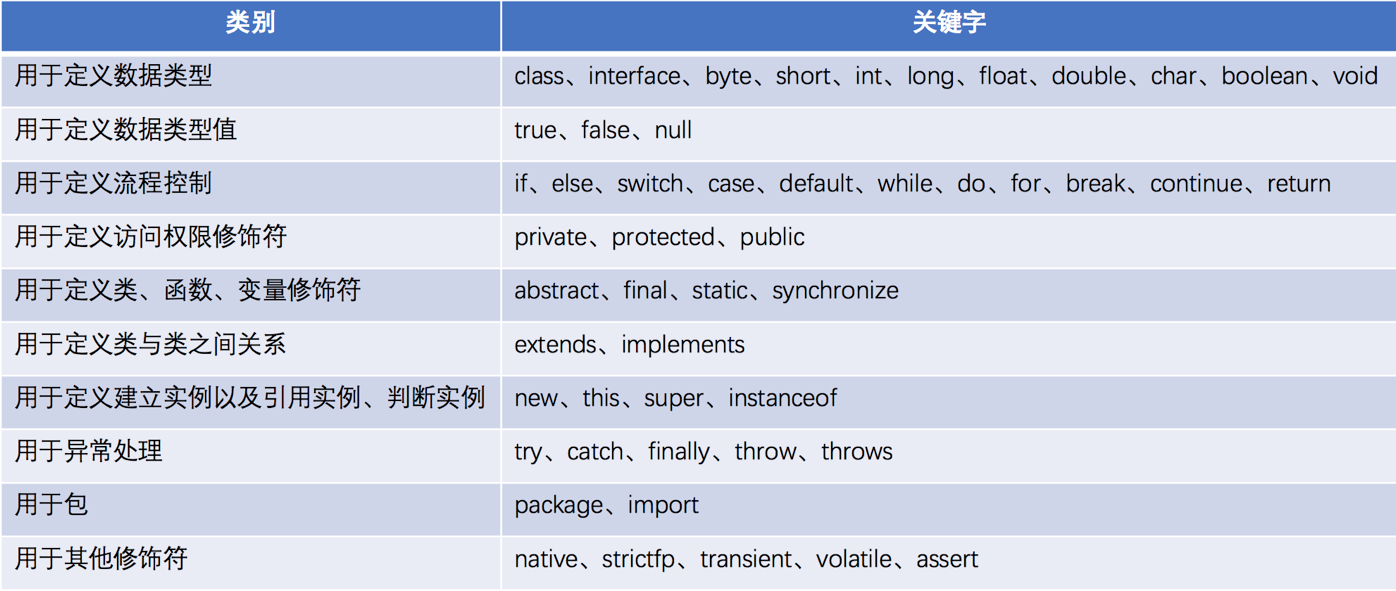 类别 关键字
用于定义数据类型 class、interface、byte、short、int、long、float、double、char、boolean、void
用于定义数据类型值 true、false、null
用于定义流程控制 if、else、switch、case、default、while、do、for、break、continue、return
用于定义访问权限修饰符 private、protected、public
用于定义类、函数、变量修饰符 abstract、final、static、synchronize
用于定义类与类之间关系 extends、implements
用于定义建立实例以及引用实例、判断实例 new、this、super、instanceof
用于异常处理 try、catch、finally、throw、throws
用于包 package、import
用于其他修饰符 native、strictfp、transient、volatile、assert